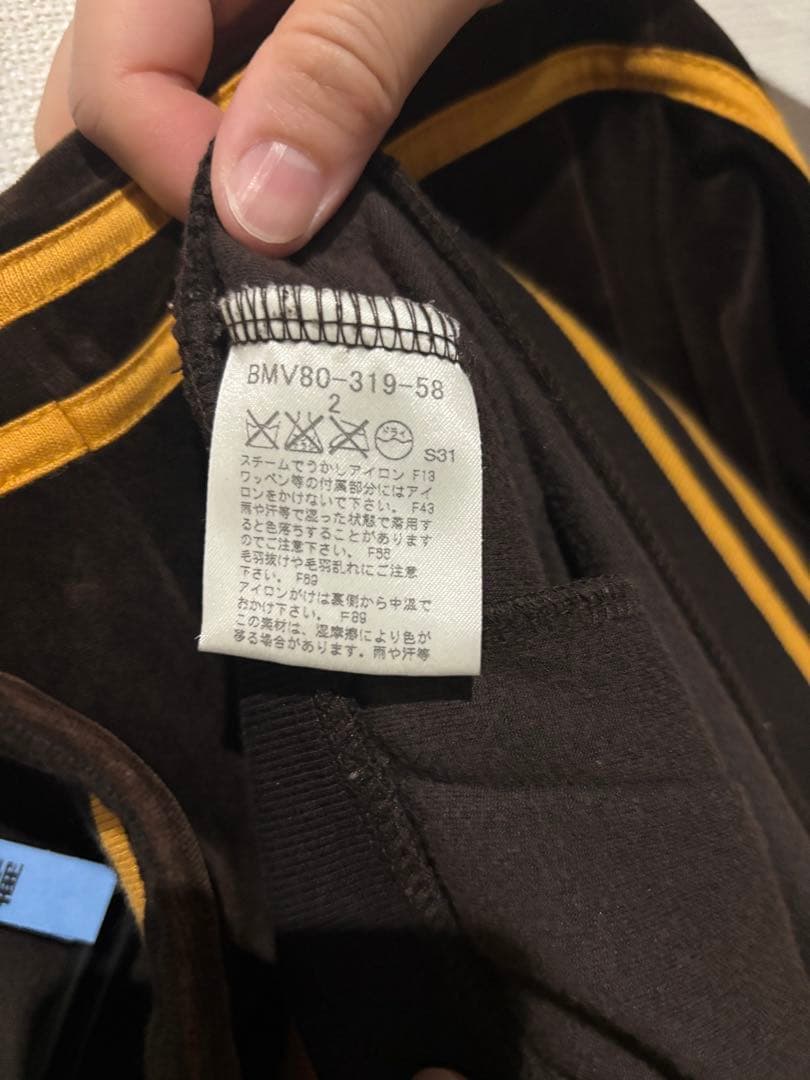 BMV80-319-58
2
ドライ
S31
スチームでうかしアイロン F13
ワッペン等の付属部分にはアイ
ロンをかけないで下さい。 F43
雨や汗等で湿った状態で着用す
ると色落ちすることがあります
のでご注意下さい。 F56
毛羽抜けや毛羽乱れにご注意
下さい。 F69
アイロンがけは裏側から中温で
おかけ下さい。 F89
この素材は、湿摩擦により色が
移る場合があります。雨や汗等